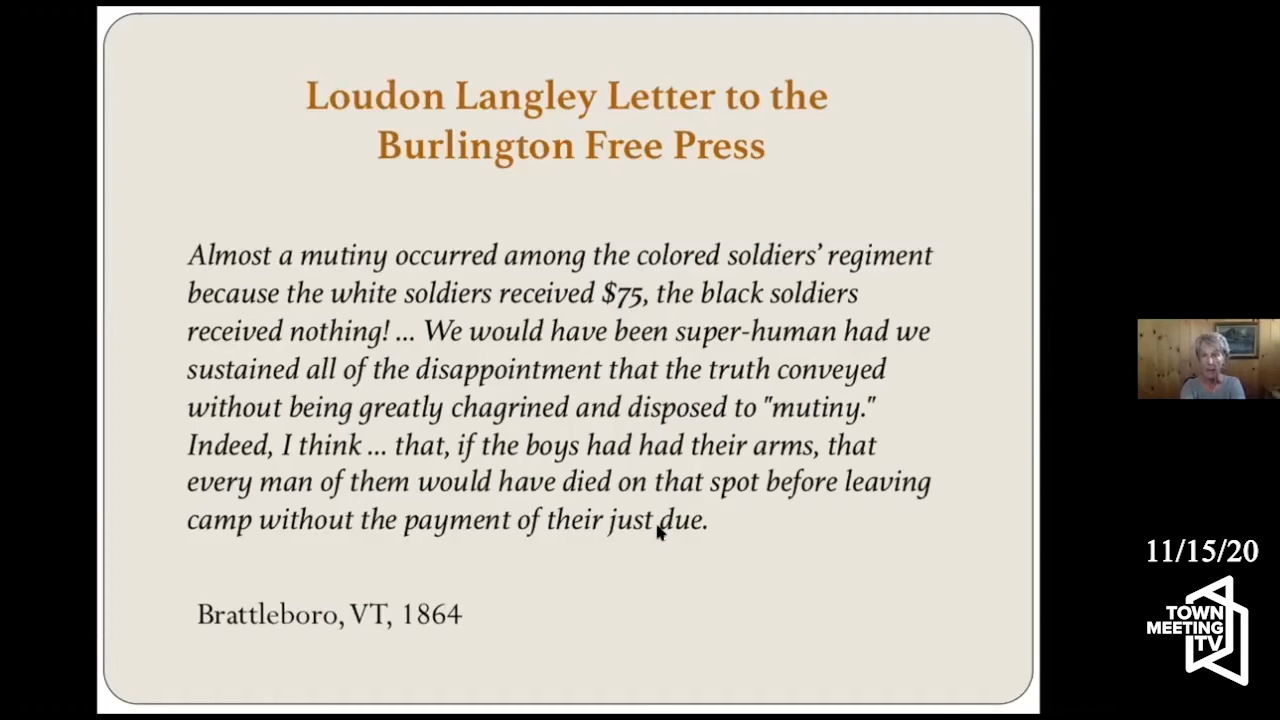 Loudon Langley Letter to the
Burlington Free Press
Almost a mutiny occurred among the colored soldiers’ regiment
because the white soldiers received $75, the black soldiers
received nothing! ... We would have been super-human had we
sustained all of the disappointment that the truth conveyed
without being greatly chagrined and disposed to "mutiny."
Indeed, I think ... that, if the boys had had their arms, that
every man of them would have died on that spot before leaving
camp without the payment of their just due.
Brattleboro, VT, 1864
11/15/20
TOWN
MEETING
TV